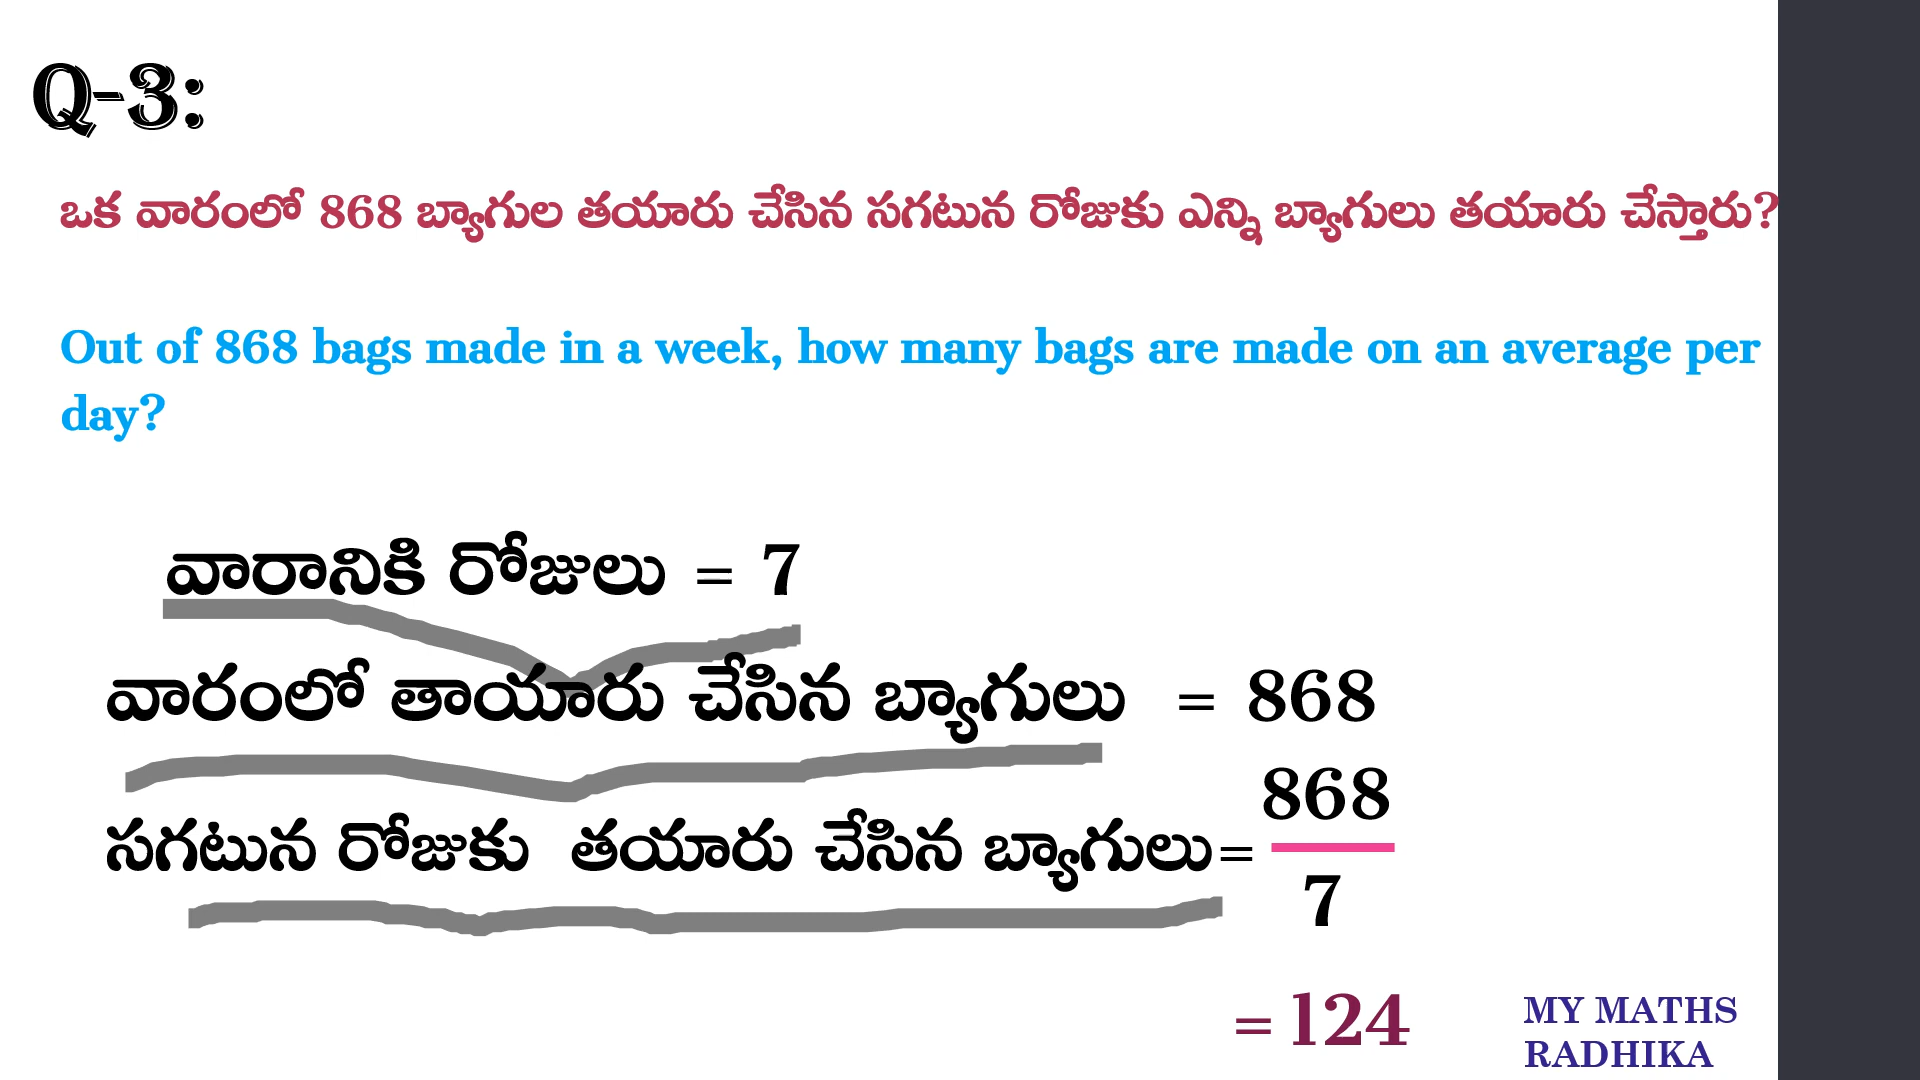 Q-3:
ఒక వారంలో 868 బ్యాగుల తయారు చేసిన సగటున రోజుకు ఎన్ని బ్యాగులు తయారు చేస్తారు?
Out of 868 bags made in a week, how many bags are made on an average per
day?
వారానికి రోజులు = 7
వారంలో తాయారు చేసిన బ్యాగులు = 868
సగటున రోజుకు తయారు చేసిన బ్యాగులు=
868
7
= 124
MY MATHS
RADHIKA